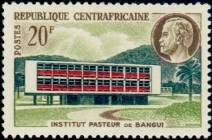 REPUBLIQUE CENTRAFRICAINE
POSTES
20F
INSTITUT PASTEUR DE BANGUI